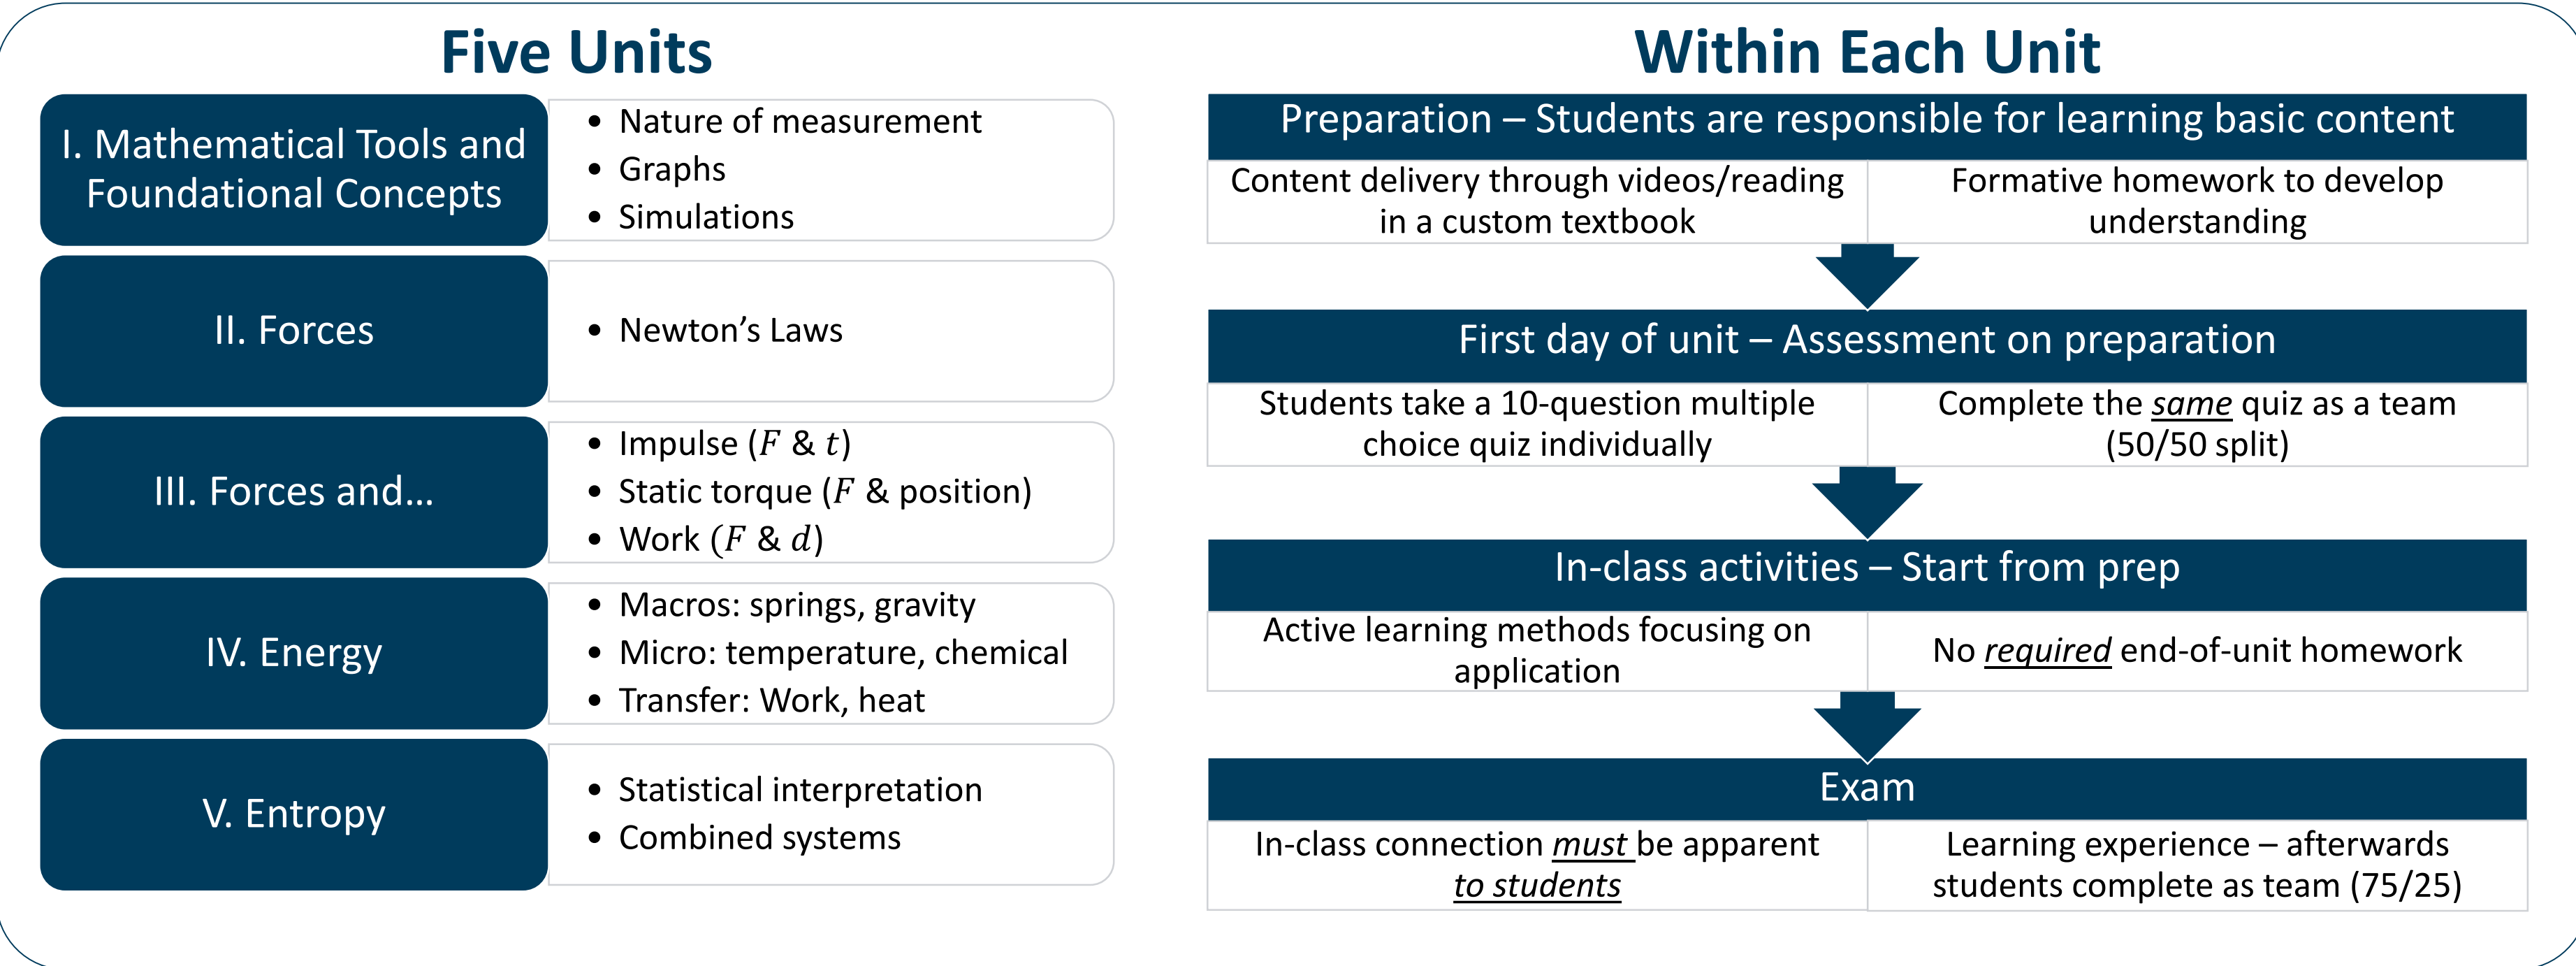 Five Units
I. Mathematical Tools and
Foundational Concepts
• Nature of measurement
• Graphs
• Simulations
II. Forces
• Newton’s Laws
III. Forces and...
• Impulse (F & t)
• Static torque (F & position)
• Work (F & d)
IV. Energy
• Macros: springs, gravity
• Micro: temperature, chemical
• Transfer: Work, heat
V. Entropy
• Statistical interpretation
• Combined systems
Within Each Unit
Preparation – Students are responsible for learning basic content
Content delivery through videos/reading
in a custom textbook
Formative homework to develop
understanding
First day of unit – Assessment on preparation
Students take a 10-question multiple
choice quiz individually
Complete the same quiz as a team
(50/50 split)
In-class activities – Start from prep
Active learning methods focusing on
application
No required end-of-unit homework
Exam
In-class connection must be apparent
to students
Learning experience – afterwards
students complete as team (75/25)